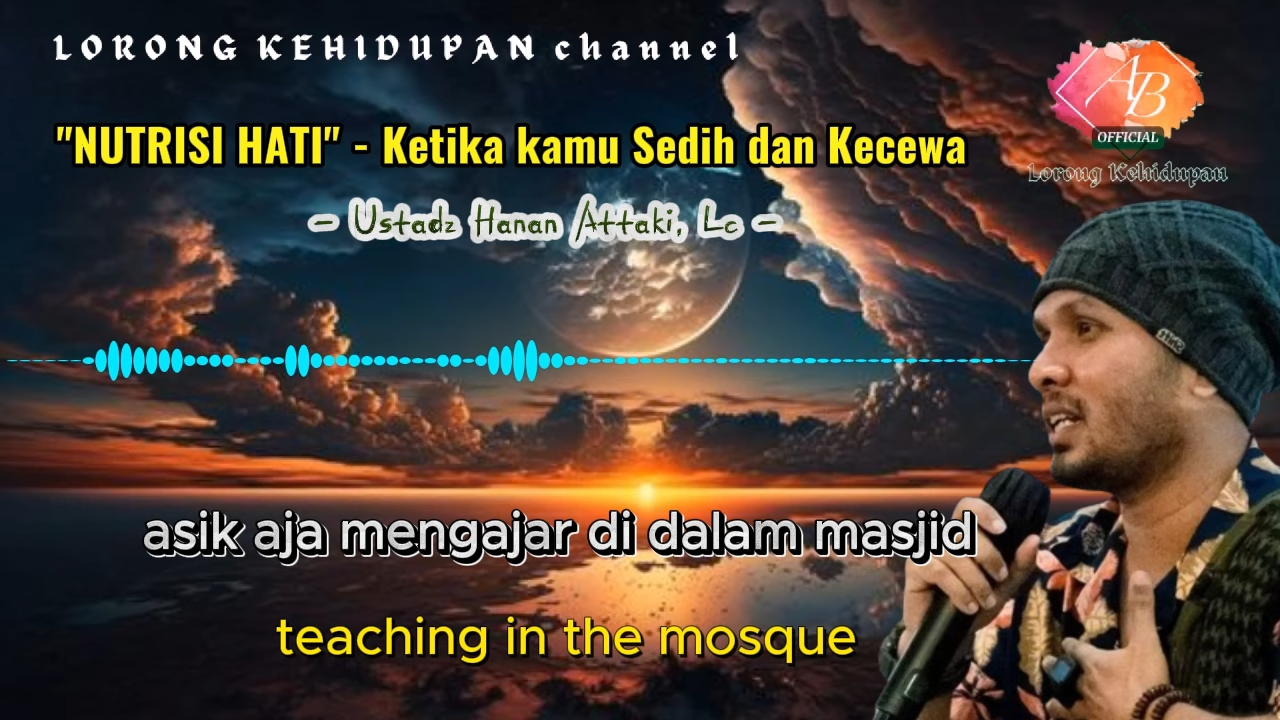 LORONG KEHIDUPAN channel
AB
OFFICIAL
Lorong Kehidupan
"NUTRISI HATI" - Ketika kamu Sedih dan Kecewa
- Ustadz Hanan Attaki, Lc -
asik aja mengajar di dalam masjid
teaching in the mosque